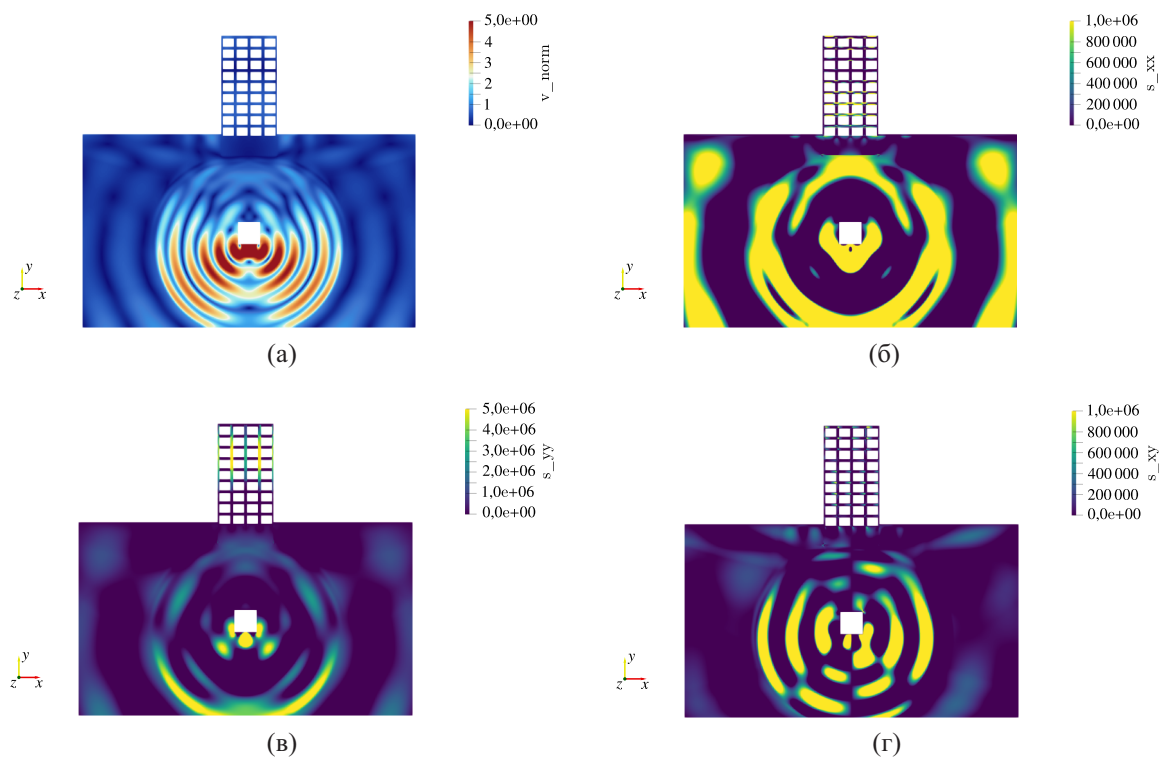 5,0e+00
4
3
2
1
0,0e+00
v_norm
y
z x
(а)
1,0e+06
800 000
600 000
400 000
200 000
0,0e+00
s_xx
y
z x
(б)
5,0e+06
4,0e+06
3,0e+06
2,0e+06
1,0e+06
0,0e+00
s_yy
y
z x
(в)
1,0e+06
800 000
600 000
400 000
200 000
0,0e+00
s_xy
y
z x
(г)